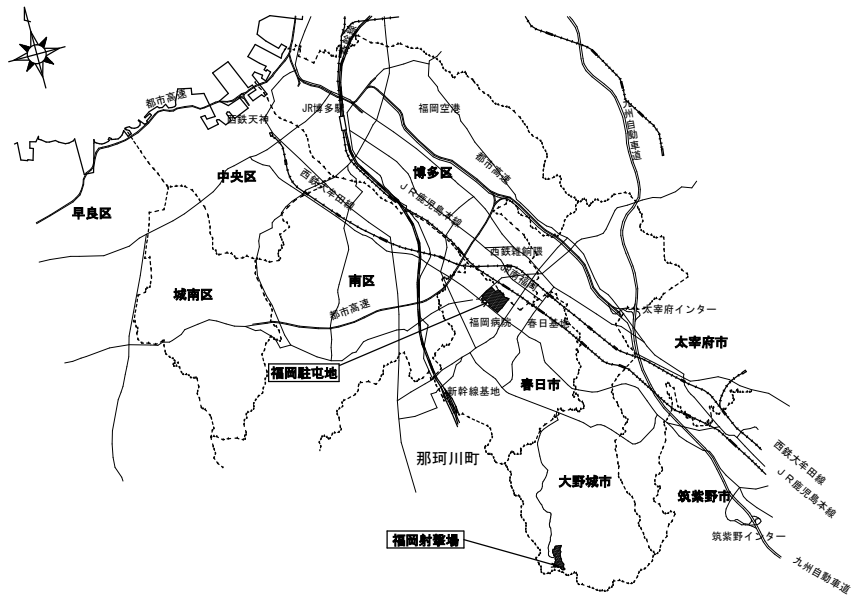 都市高速
西鉄天神
JR博多駅
福岡空港
九州自動車道
中央区
博多区
都市高速
早良区
西鉄大牟田線
ＪＲ鹿児島本線
西鉄雑餉隈
JR南福岡
城南区
南区
都市高速
福岡病院
春日基地
太宰府インター
太宰府市
福岡駐屯地
新幹線基地
春日市
那珂川町
大野城市
筑紫野市
西鉄大牟田線
ＪＲ鹿児島本線
筑紫野インター
福岡射撃場
九州自動車道